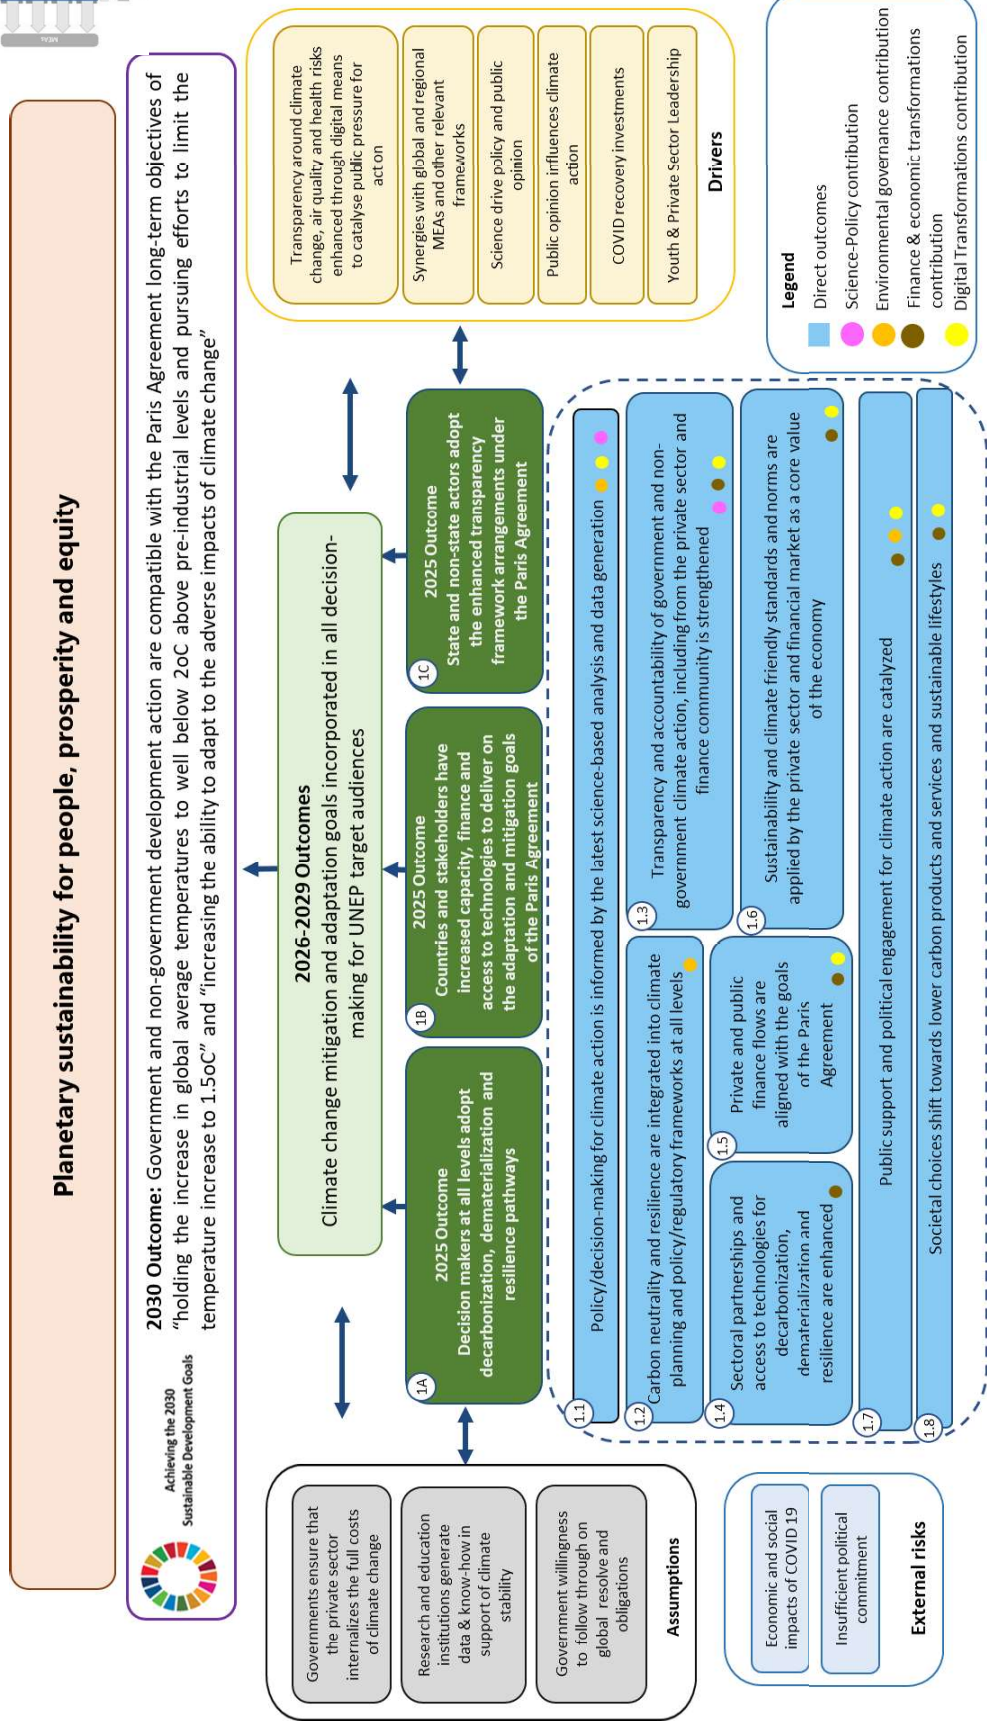 Planetary sustainability for people, prosperity and equity
MEAs
Achieving the 2030
Sustainable Development Goals
2030 Outcome: Government and non-government development action are compatible with the Paris Agreement long-term objectives of
“holding the increase in global average temperatures to well below 2oC above pre-industrial levels and pursuing efforts to limit the
temperature increase to 1.5oC” and “increasing the ability to adapt to the adverse impacts of climate change”
2026-2029 Outcomes
Climate change mitigation and adaptation goals incorporated in all decision-
making for UNEP target audiences
1A
2025 Outcome
Decision makers at all levels adopt
decarbonization, dematerialization and
resilience pathways
1B
2025 Outcome
Countries and stakeholders have
increased capacity, finance and
access to technologies to deliver on
the adaptation and mitigation goals
of the Paris Agreement
1C
2025 Outcome
State and non-state actors adopt
the enhanced transparency
framework arrangements under
the Paris Agreement
Governments ensure that
the private sector
internalizes the full costs
of climate change
Research and education
institutions generate
data & know-how in
support of climate
stability
Government willingness
to follow through on
global resolve and
obligations
Assumptions
Economic and social
impacts of COVID 19
Insufficient political
commitment
External risks
1.1
Policy/decision-making for climate action is informed by the latest science-based analysis and data generation
1.2
Carbon neutrality and resilience are integrated into climate
planning and policy/regulatory frameworks at all levels
1.3
Transparency and accountability of government and non-
government climate action, including from the private sector and
finance community is strengthened
1.4
Sectoral partnerships and
access to technologies for
decarbonization,
dematerialization and
resilience are enhanced
1.5
Private and public
finance flows are
aligned with the goals
of the Paris
Agreement
1.6
Sustainability and climate friendly standards and norms are
applied by the private sector and financial market as a core value
of the economy
1.7
Public support and political engagement for climate action are catalyzed
1.8
Societal choices shift towards lower carbon products and services and sustainable lifestyles
Transparency around climate
change, air quality and health risks
enhanced through digital means
to catalyse public pressure for
act on
Synergies with global and regional
MEAs and other relevant
frameworks
Science drive policy and public
opinion
Public opinion influences climate
action
COVID recovery investments
Youth & Private Sector Leadership
Drivers
Legend
Direct outcomes
Science-Policy contribution
Environmental governance contribution
Finance & economic transformations
contribution
Digital Transformations contribution